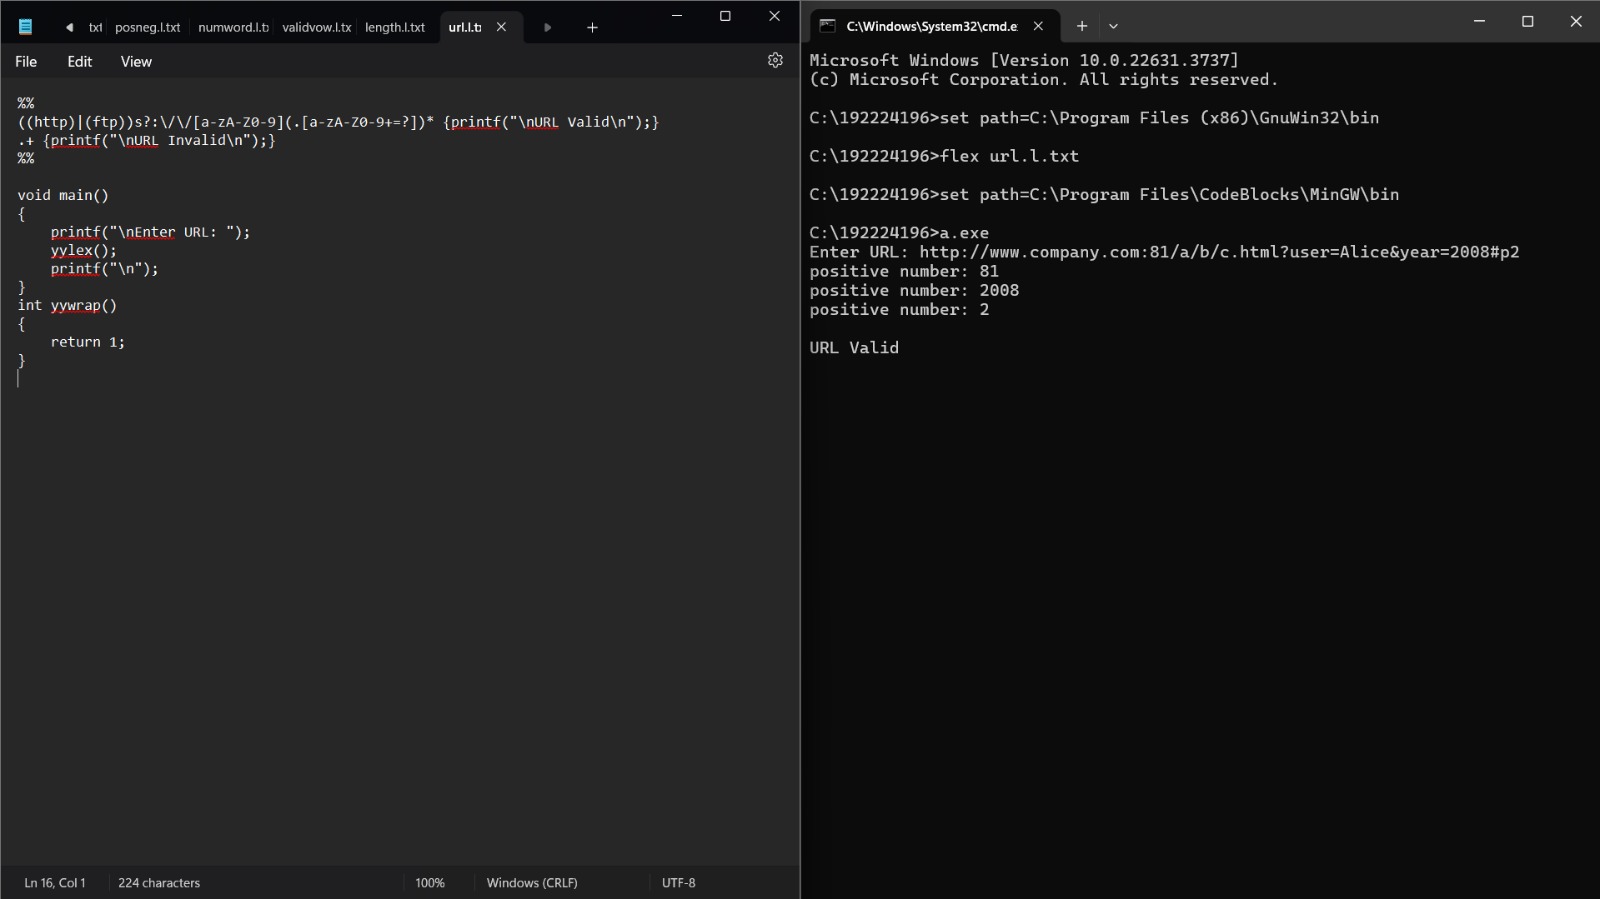 txt posneg.l.txt numword.l.t validvow.l.tx length.l.txt url.l.t
File Edit View
%%
((http)|(ftp))s?:\/\/[a-zA-Z0-9](.[a-zA-Z0-9+=?])* {printf("\nURL Valid\n");}
.+ {printf("\nURL Invalid\n");}
%%
void main()
{
    printf("\nEnter URL: ");
    yylex();
    printf("\n");
}
int yywrap()
{
    return 1;
}
Ln 16, Col 1 224 characters 100% Windows (CRLF) UTF-8
C:\Windows\System32\cmd.e
Microsoft Windows [Version 10.0.22631.3737]
(c) Microsoft Corporation. All rights reserved.
C:\192224196>set path=C:\Program Files (x86)\GnuWin32\bin
C:\192224196>flex url.l.txt
C:\192224196>set path=C:\Program Files\CodeBlocks\MinGW\bin
C:\192224196>a.exe
Enter URL: http://www.company.com:81/a/b/c.html?user=Alice&year=2008#p2
positive number: 81
positive number: 2008
positive number: 2
URL Valid